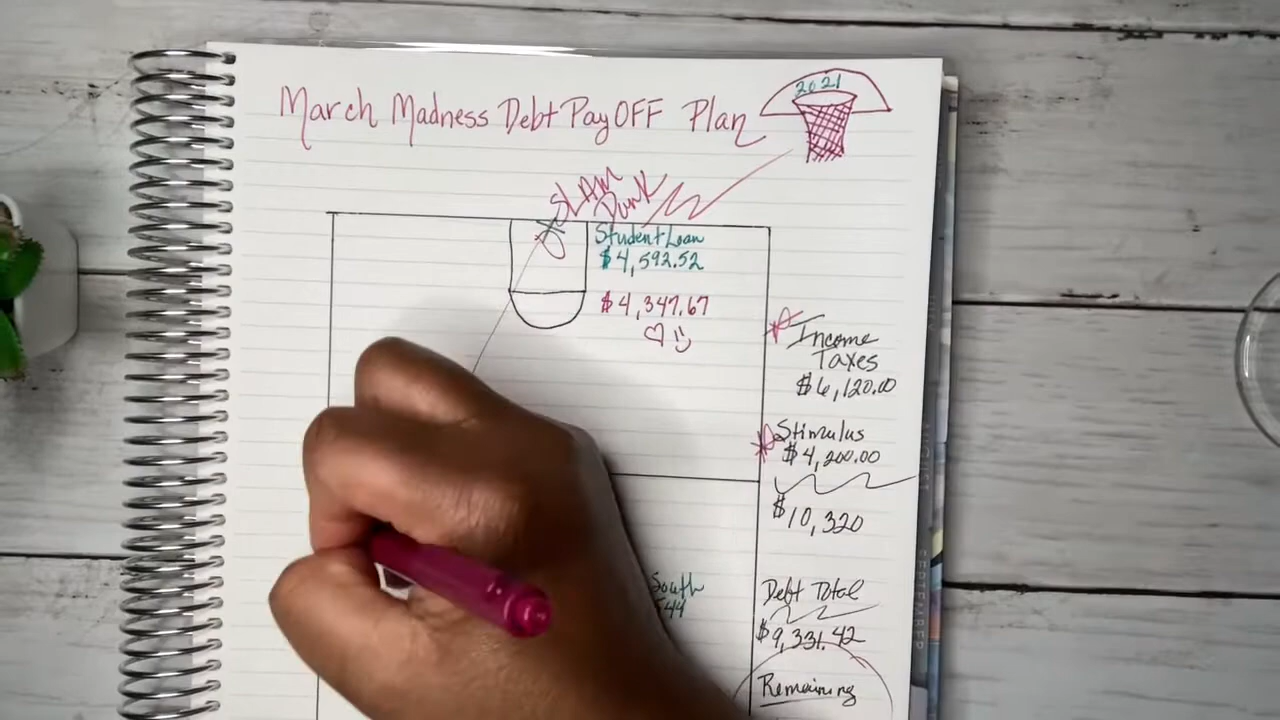 2021
March Madness Debt PayOFF Plan
SLAM
Dunk
Student Loan
$4,592.52
$4,347.67
Income
Taxes
$6,120.00
Stimulus
$4,200.00
$10,320
South
544
Debt Total
$9,331.42
Remaining